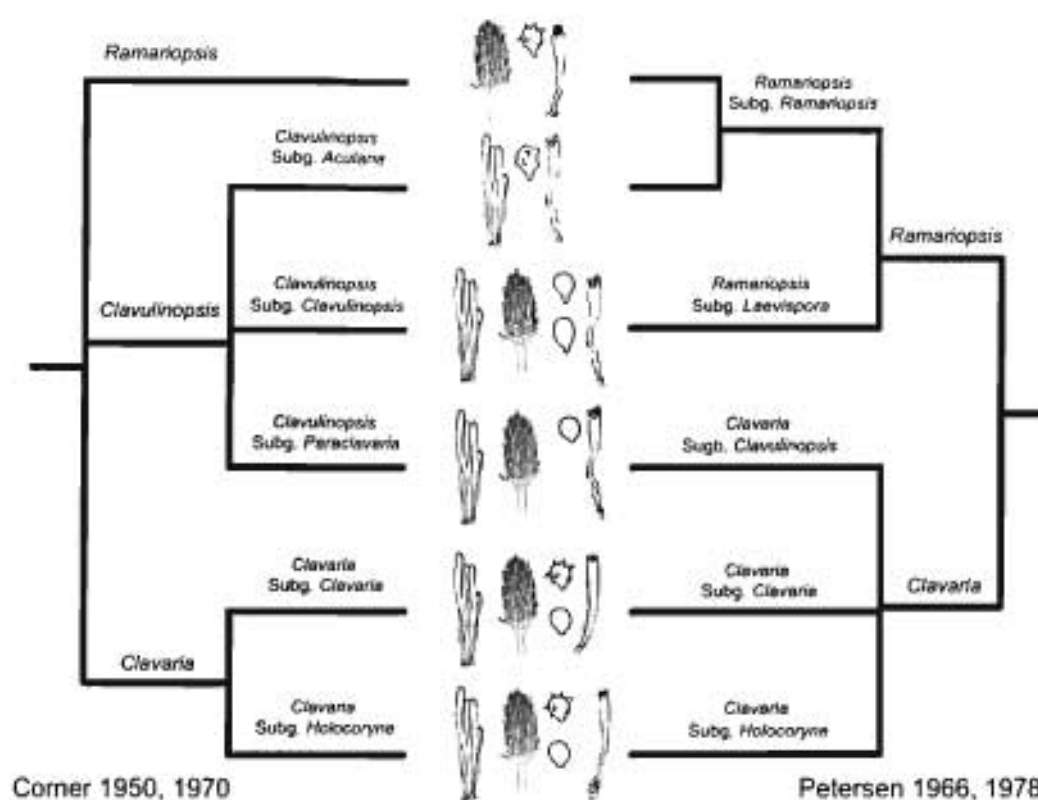 Ramariopsis
Clavulinopsis
Subg. Aculana
Clavulinopsis
Clavulinopsis
Subg. Clavulinopsis
Clavulinopsis
Subg. Paraclavaria
Clavaria
Subg. Clavaria
Clavaria
Clavaria
Subg. Holocoryne
Corner 1950, 1970
Ramariopsis
Subg. Ramariopsis
Ramariopsis
Ramariopsis
Subg. Laevispora
Clavaria
Sugb. Clavulinopsis
Clavaria
Subg. Clavaria
Clavaria
Clavaria
Subg. Holocoryne
Petersen 1966, 1978